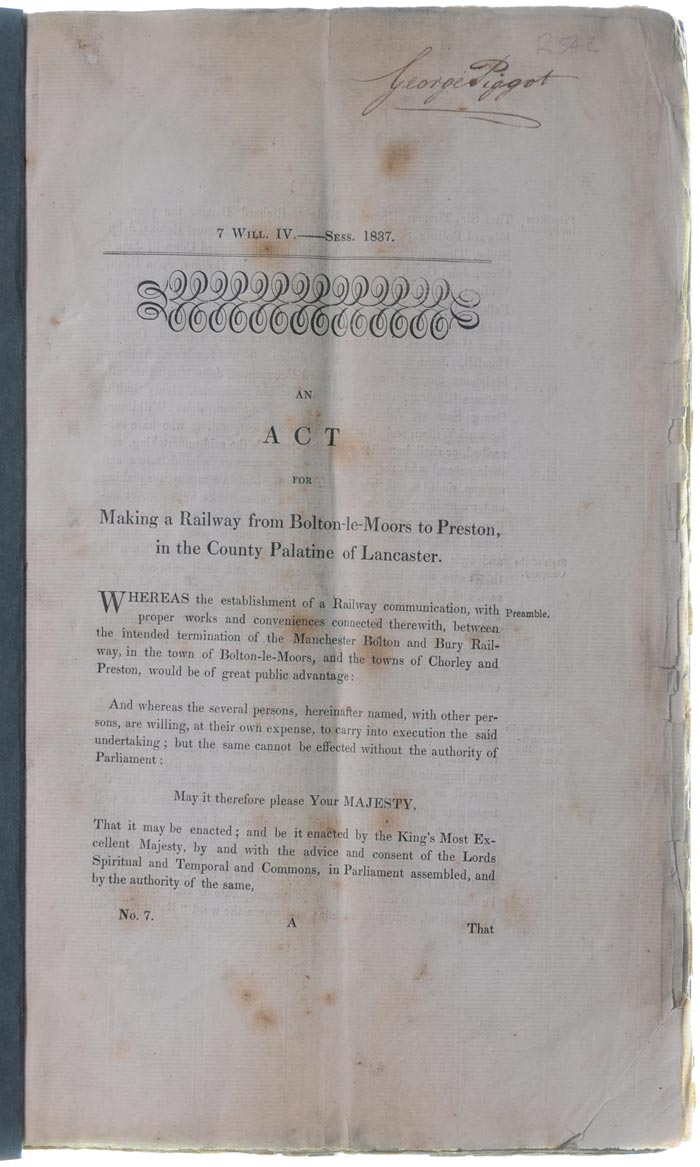 R 542
George Piggot
7 WILL. IV.——SESS. 1837.
AN
ACT
FOR
Making a Railway from Bolton-le-Moors to Preston,
in the County Palatine of Lancaster.
WHEREAS the establishment of a Railway communication, with Preamble.
proper works and conveniences connected therewith, between
the intended termination of the Manchester Bolton and Bury Rail-
way, in the town of Bolton-le-Moors, and the towns of Chorley and
Preston, would be of great public advantage:
And whereas the several persons, hereinafter named, with other per-
sons, are willing, at their own expense, to carry into execution the said
undertaking; but the same cannot be effected without the authority of
Parliament:
May it therefore please Your MAJESTY,
That it may be enacted; and be it enacted by the King's Most Ex-
cellent Majesty, by and with the advice and consent of the Lords
Spiritual and Temporal and Commons, in Parliament assembled, and
by the authority of the same,
No. 7. A That